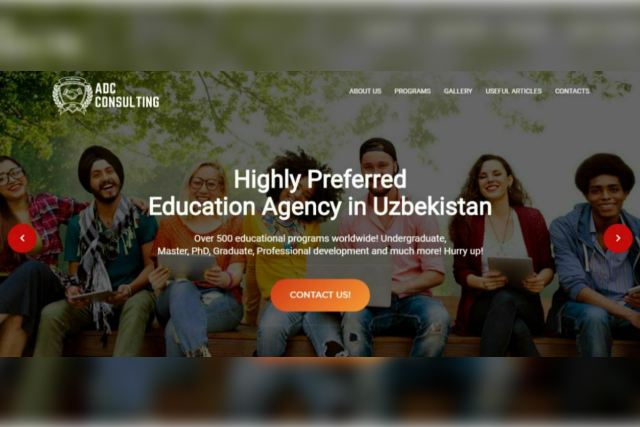 ADC
CONSULTING
ABOUT US PROGRAMS GALLERY USEFUL ARTICLES CONTACTS
Highly Preferred
Education Agency in Uzbekistan
Over 500 educational programs worldwide! Undergraduate,
Master, PhD, Graduate, Professional development and much more! Hurry up!
CONTACT US!